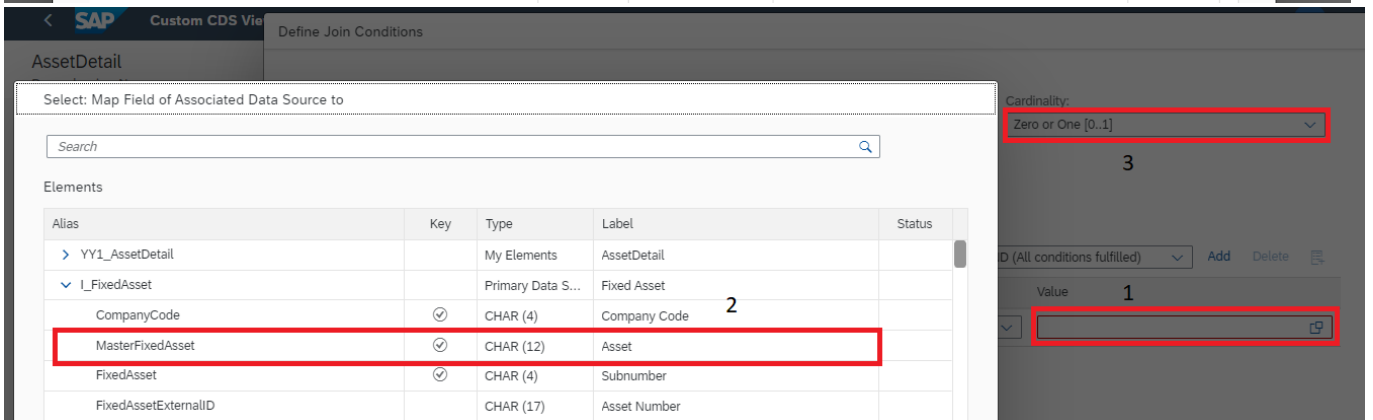 SAP Custom CDS Vie
Define Join Conditions
AssetDetail
Select: Map Field of Associated Data Source to
Cardinality:
Zero or One [0..1]
Search
3
Elements
Alias Key Type Label Status
YY1_AssetDetail My Elements AssetDetail
D (All conditions fulfilled) Add Delete
I_FixedAsset Primary Data S... Fixed Asset
Value 1
CompanyCode CHAR (4) Company Code 2
MasterFixedAsset CHAR (12) Asset
FixedAsset CHAR (4) Subnumber
FixedAssetExternalID CHAR (17) Asset Number